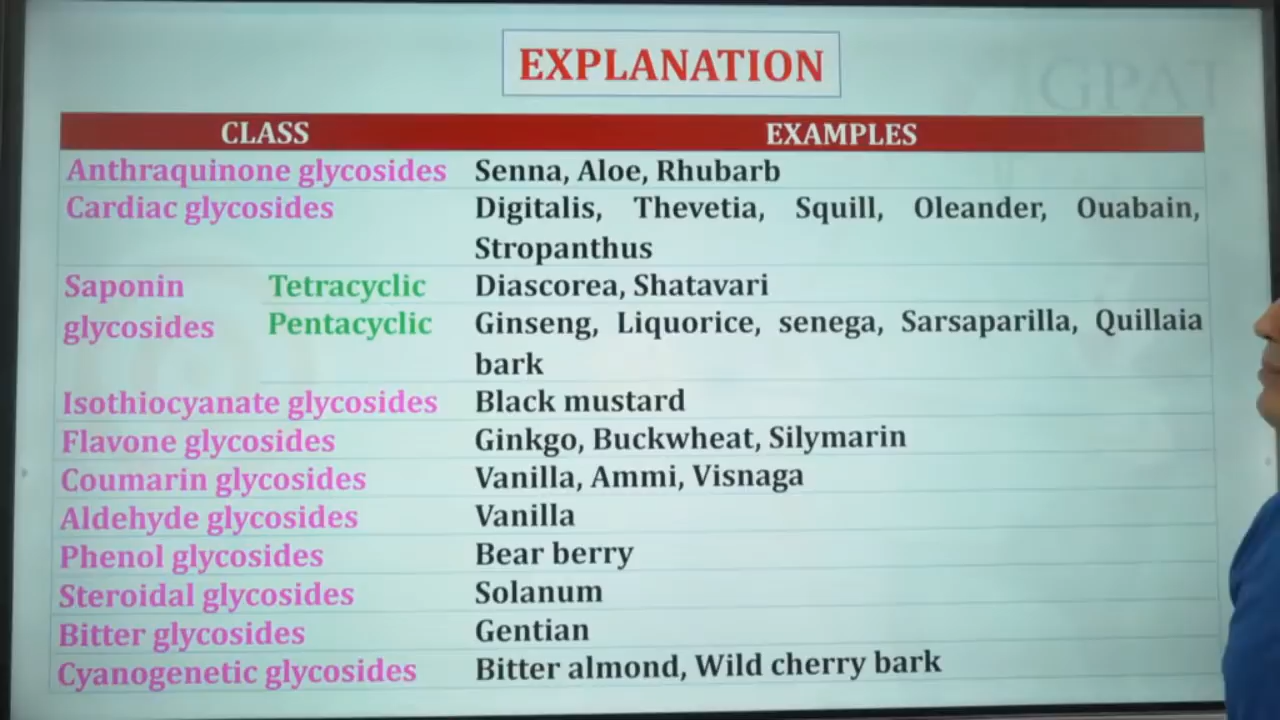 GPAT
EXPLANATION
CLASS EXAMPLES
Anthraquinone glycosides Senna, Aloe, Rhubarb
Cardiac glycosides Digitalis, Thevetia, Squill, Oleander, Ouabain,
Stropanthus
Saponin Tetracyclic Diascorea, Shatavari
glycosides Pentacyclic Ginseng, Liquorice, senega, Sarsaparilla, Quillaia
bark
Isothiocyanate glycosides Black mustard
Flavone glycosides Ginkgo, Buckwheat, Silymarin
Coumarin glycosides Vanilla, Ammi, Visnaga
Aldehyde glycosides Vanilla
Phenol glycosides Bear berry
Steroidal glycosides Solanum
Bitter glycosides Gentian
Cyanogenetic glycosides Bitter almond, Wild cherry bark